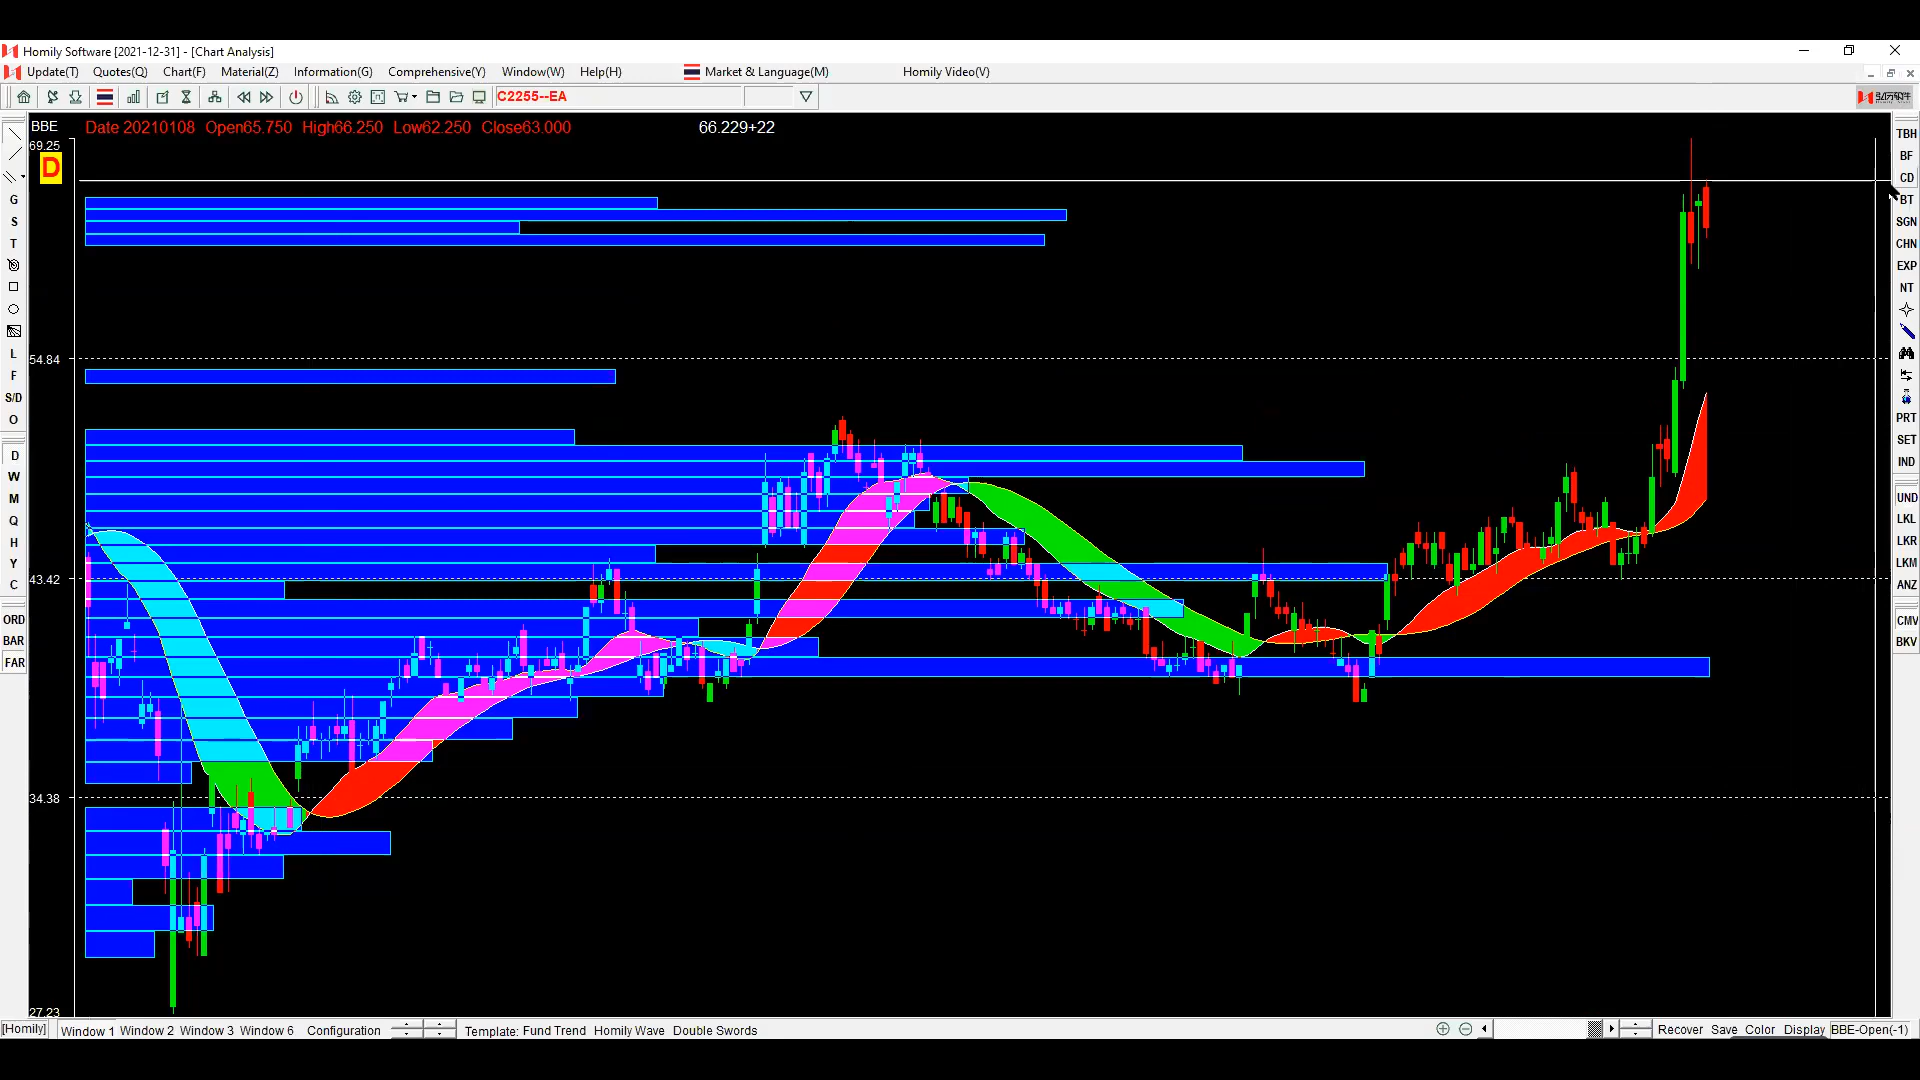 Homily Software [2021-12-31] - [Chart Analysis]
Update(T) Quotes(Q) Chart(F) Material(Z) Information(G) Comprehensive(Y) Window(W) Help(H) Market & Language(M) Homily Video(V)
C2255--EA
BBE Date 20210108 Open65.750 High66.250 Low62.250 Close63.000 66.229+22
69.25
D
54.84
43.42
34.38
27.23
G
S
T
L
F
S/D
O
D
W
M
Q
H
Y
C
ORD
BAR
FAR
TBH
BF
CD
BT
SGN
CHN
EXP
NT
PRT
SET
IND
UND
LKL
LKR
LKM
ANZ
CMV
BKV
[Homily] Window 1 Window 2 Window 3 Window 6 Configuration Template: Fund Trend Homily Wave Double Swords Recover Save Color Display BBE-Open(-1)